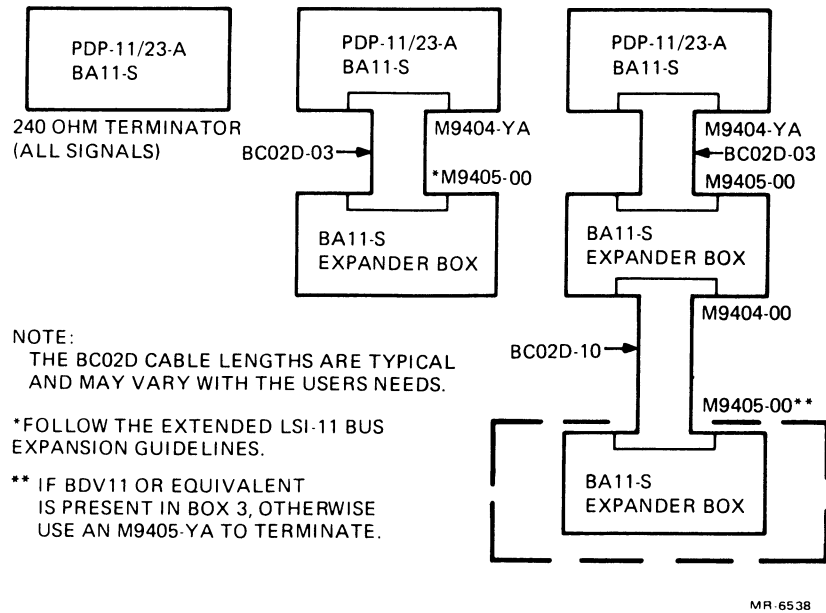 PDP-11/23-A
BA11-S
240 OHM TERMINATOR
(ALL SIGNALS)
PDP-11/23-A
BA11-S
M9404-YA
BC02D-03
*M9405-00
BA11-S
EXPANDER BOX
PDP-11/23-A
BA11-S
M9404-YA
BC02D-03
M9405-00
BA11-S
EXPANDER BOX
M9404-00
BC02D-10
M9405-00**
BA11-S
EXPANDER BOX
NOTE:
THE BC02D CABLE LENGTHS ARE TYPICAL
AND MAY VARY WITH THE USERS NEEDS.
*FOLLOW THE EXTENDED LSI-11 BUS
EXPANSION GUIDELINES.
** IF BDV11 OR EQUIVALENT
IS PRESENT IN BOX 3, OTHERWISE
USE AN M9405-YA TO TERMINATE.
MR-6538